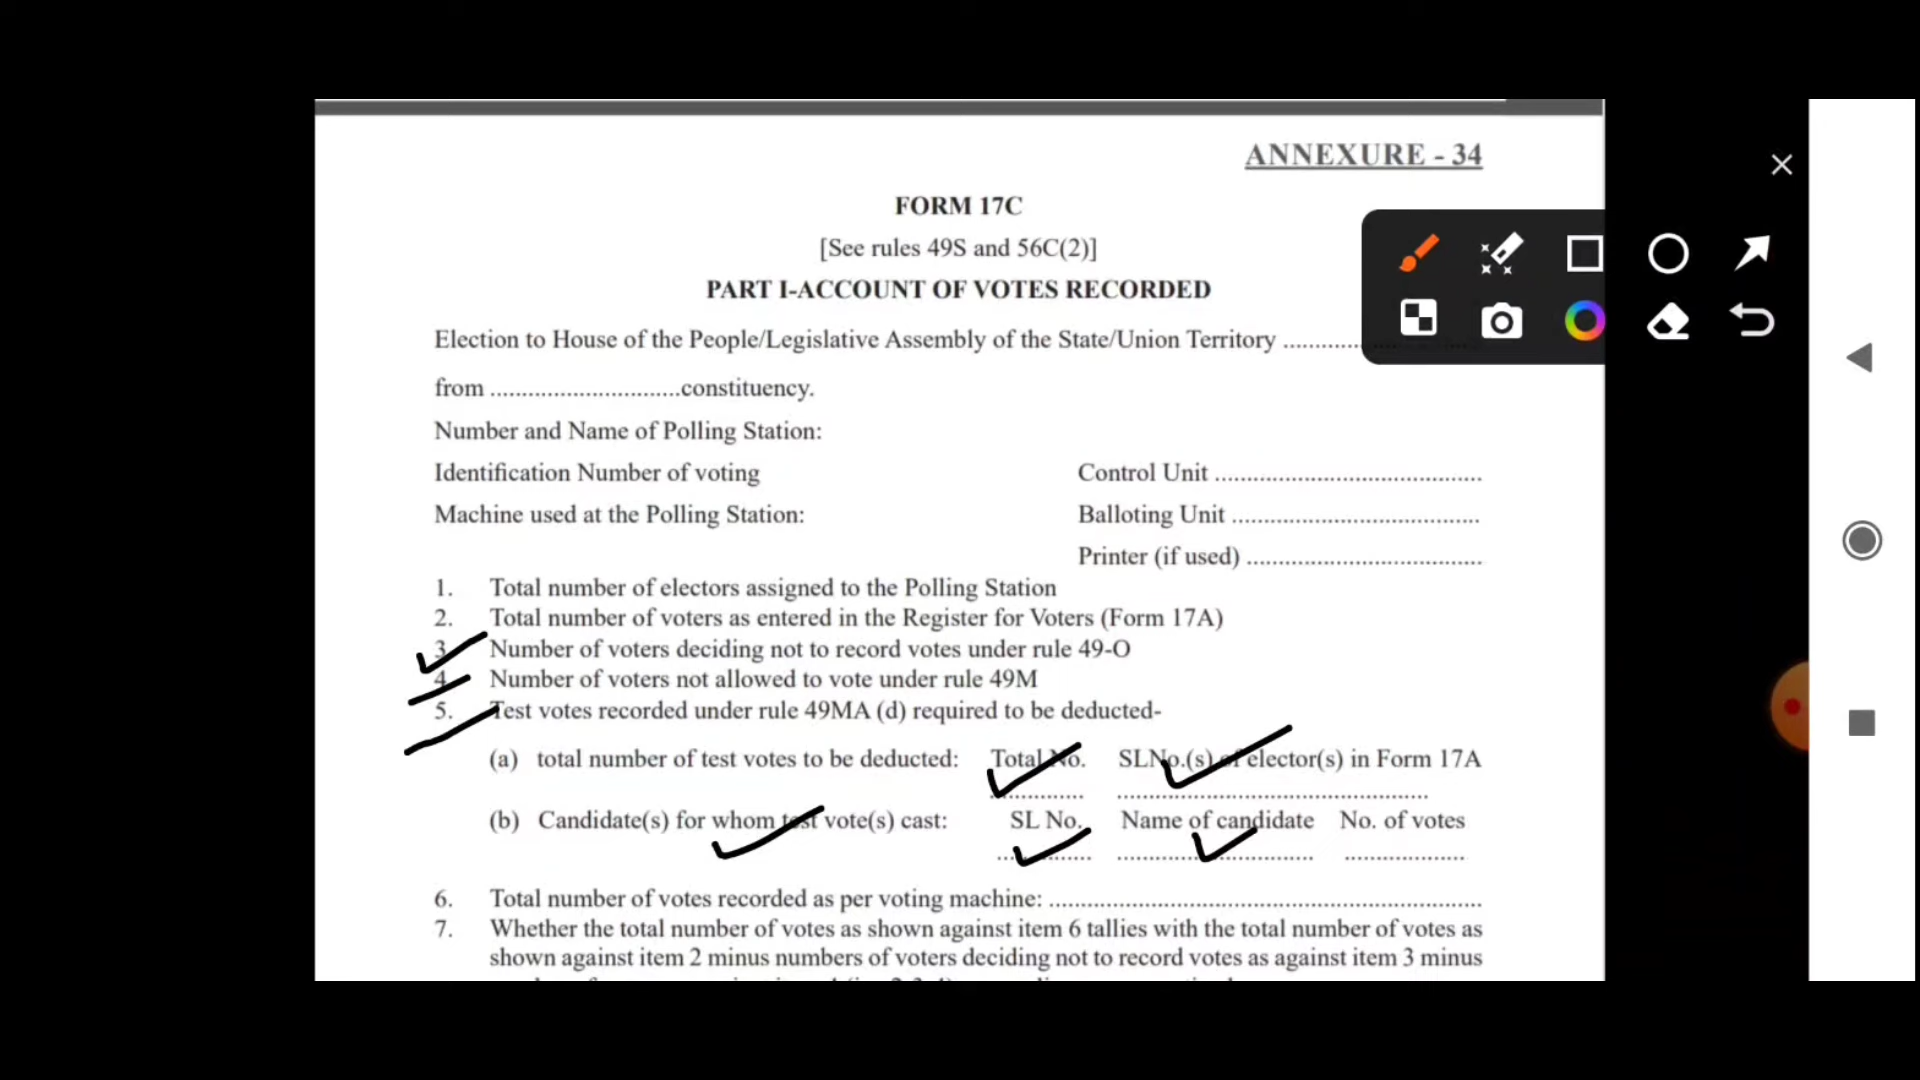 ANNEXURE - 34
FORM 17C
[See rules 49S and 56C(2)]
PART I-ACCOUNT OF VOTES RECORDED
Election to House of the People/Legislative Assembly of the State/Union Territory ..............
from ..............................constituency.
Number and Name of Polling Station:
Identification Number of voting Control Unit ..........................................
Machine used at the Polling Station: Balloting Unit .......................................
Printer (if used) .....................................
1. Total number of electors assigned to the Polling Station
2. Total number of voters as entered in the Register for Voters (Form 17A)
3. Number of voters deciding not to record votes under rule 49-O
4. Number of voters not allowed to vote under rule 49M
5. Test votes recorded under rule 49MA (d) required to be deducted-
(a) total number of test votes to be deducted: Total No. SLNo.(s) of elector(s) in Form 17A
............... .................................................
(b) Candidate(s) for whom test vote(s) cast: SL No. Name of candidate No. of votes
............... ............................... ...................
6. Total number of votes recorded as per voting machine: ....................................................................
7. Whether the total number of votes as shown against item 6 tallies with the total number of votes as
shown against item 2 minus numbers of voters deciding not to record votes as against item 3 minus